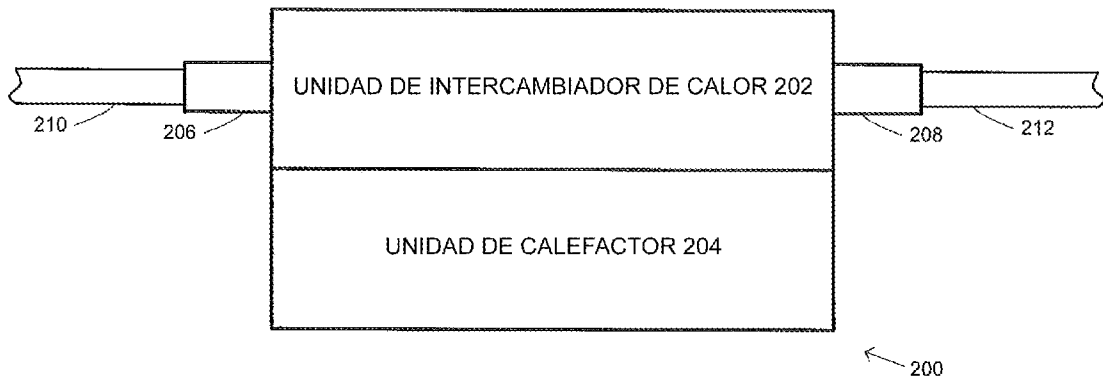 UNIDAD DE INTERCAMBIADOR DE CALOR 202
210
206
208
212
UNIDAD DE CALEFACTOR 204
200